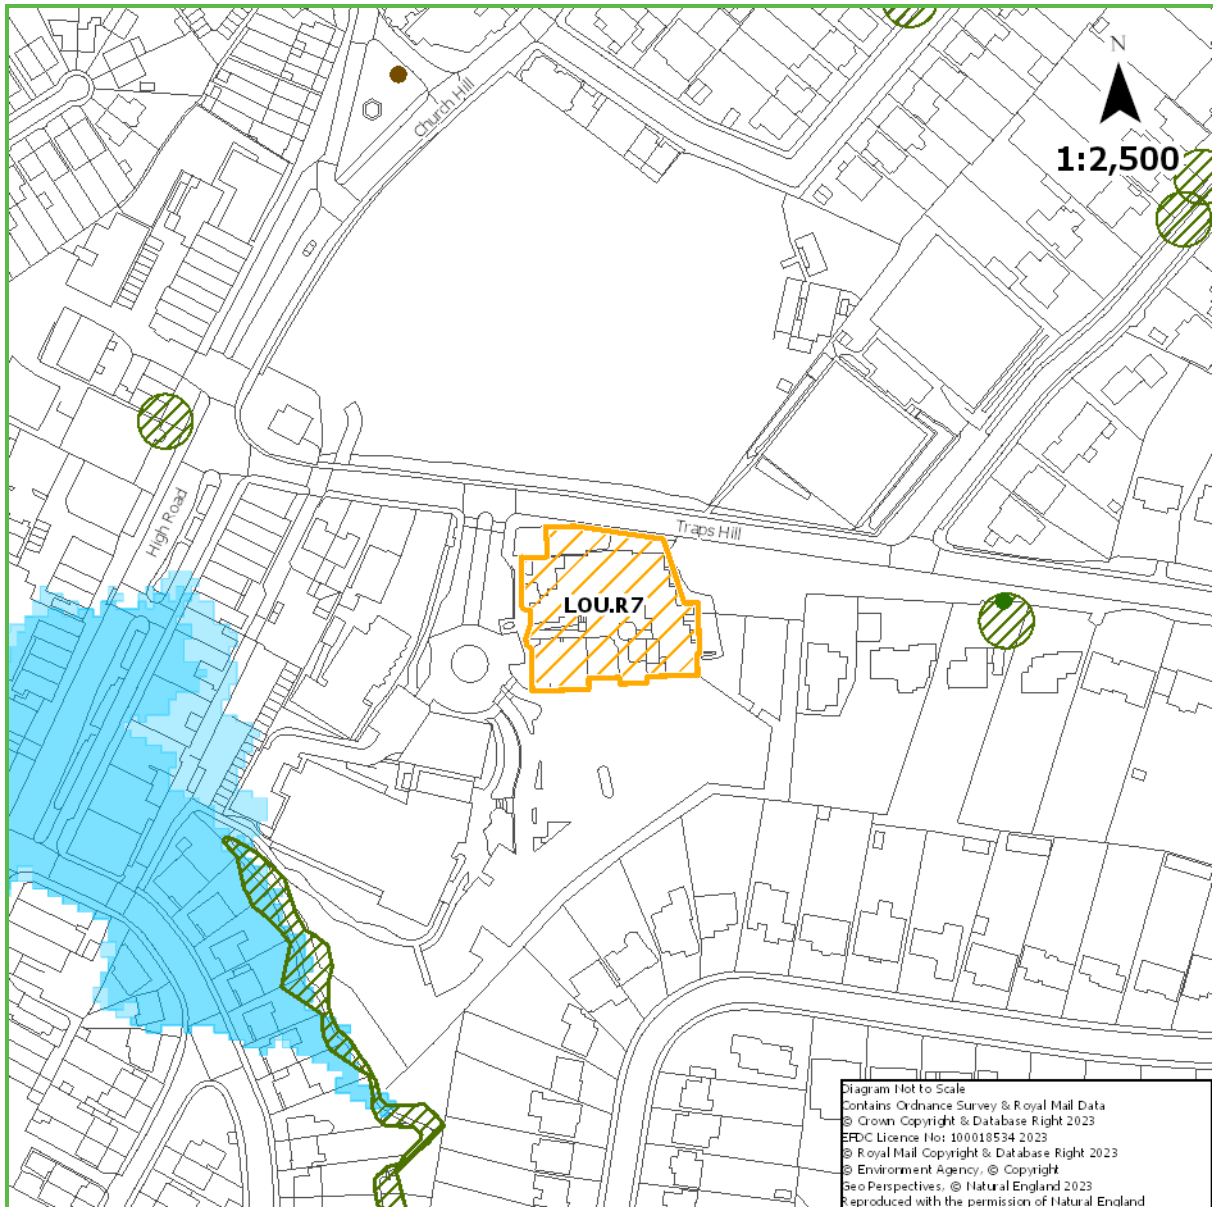 N
1:2,500
Church Hill
High Road
Traps Hill
LOU.R7
Diagram Not to Scale
Contains Ordnance Survey & Royal Mail Data
© Crown Copyright & Database Right 2023
EFDC Licence No: 100018534 2023
© Royal Mail Copyright & Database Right 2023
© Environment Agency, © Copyright
Geo Perspectives, © Natural England 2023
Reproduced with the permission of Natural England